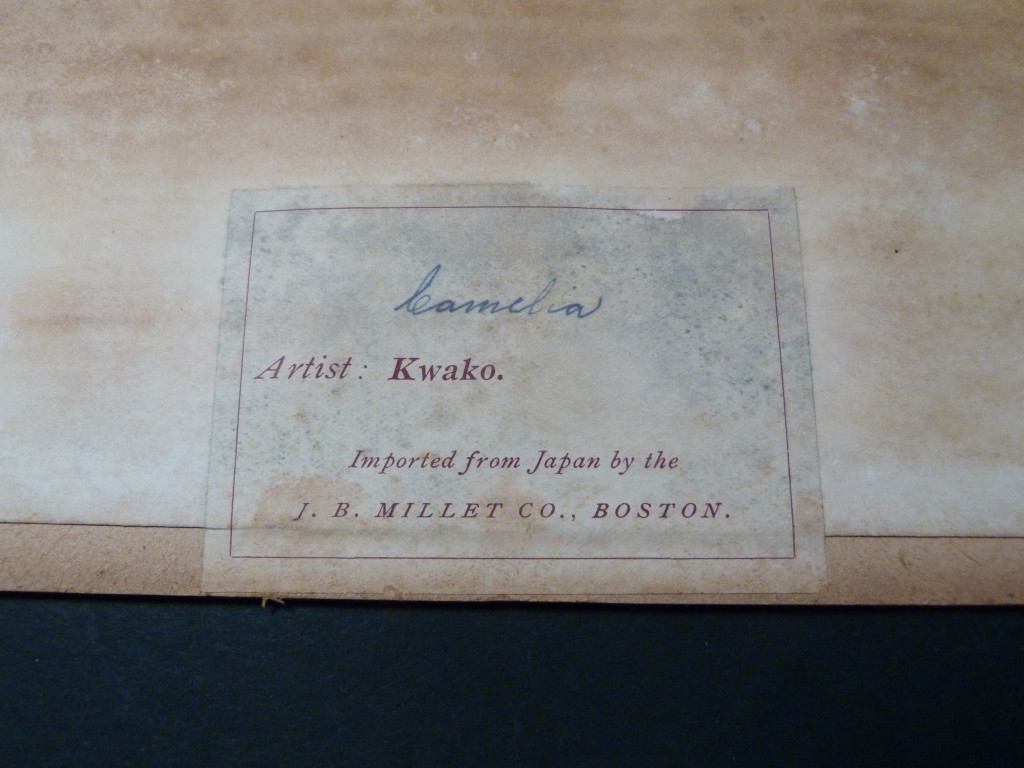 Camelia
Artist: Kwako.
Imported from Japan by the
J. B. MILLET CO., BOSTON.